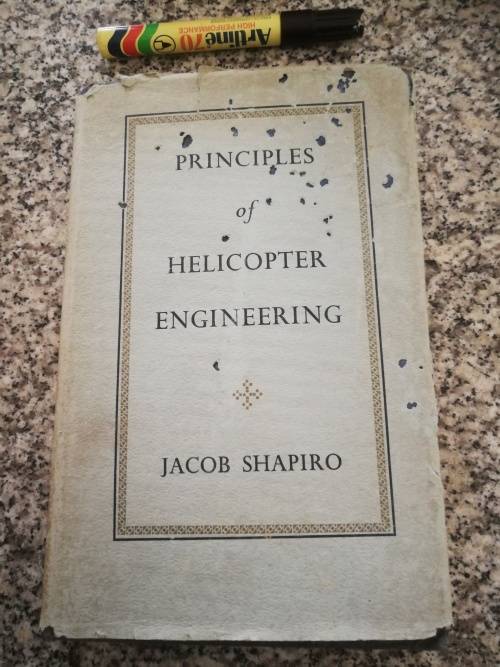 Artline 70
HIGH PERFORMANCE
PRINCIPLES
of
HELICOPTER
ENGINEERING
JACOB SHAPIRO